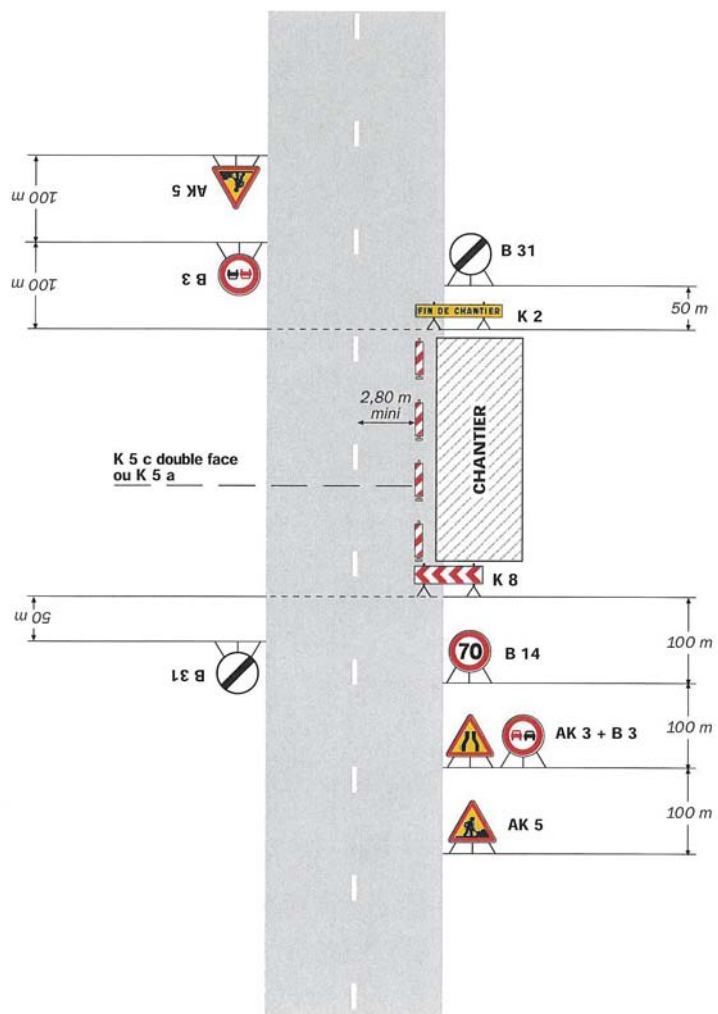 AK 5
100 m
B 3
100 m
B 31
FIN DE CHANTIER
K 2
50 m
2,80 m
mini
CHANTIER
K 5 c double face
ou K 5 a
K 8
50 m
B 31
70
B 14
100 m
AK 3 + B 3
100 m
AK 5
100 m